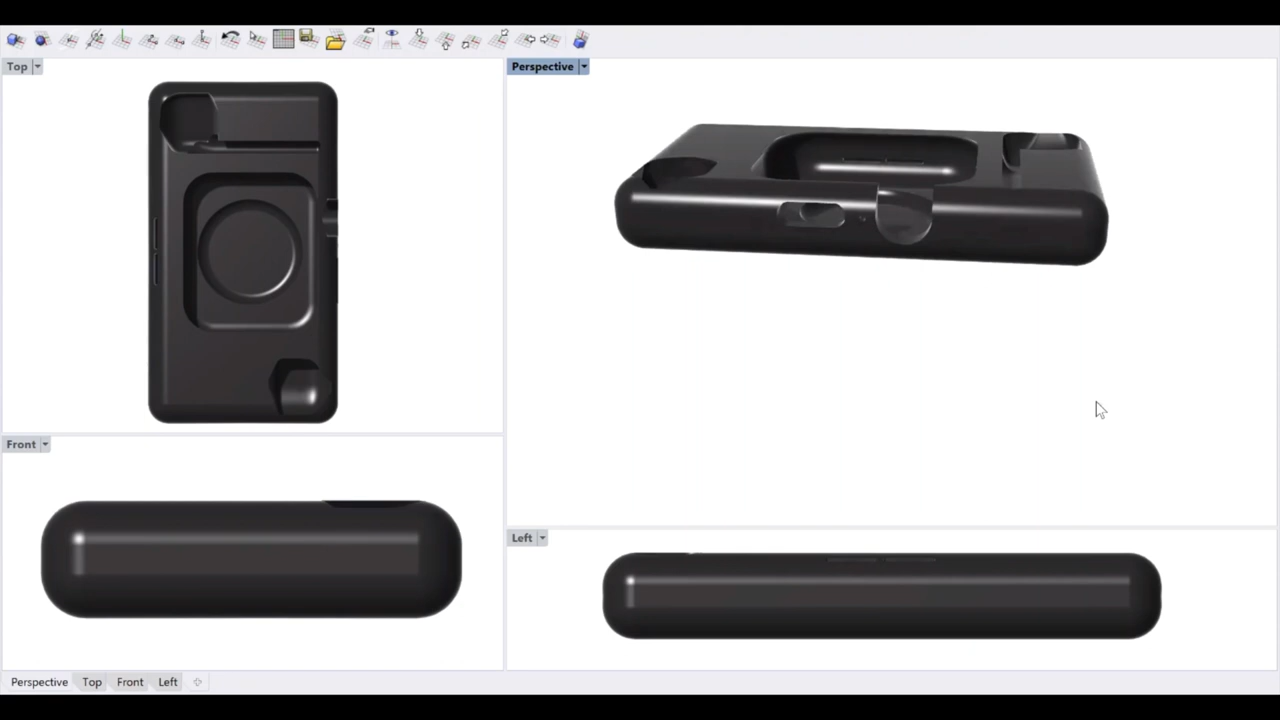 Top
Perspective
Front
Left
Perspective Top Front Left